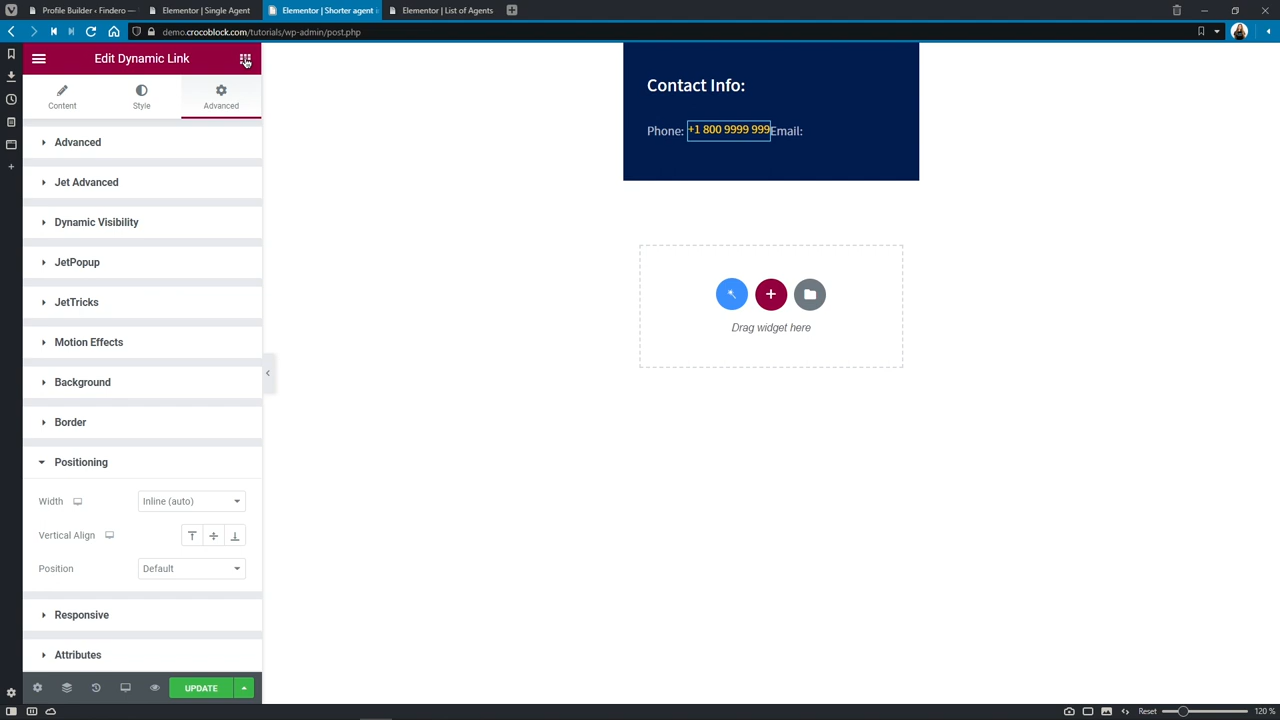 Profile Builder ‹ Findero —
Elementor | Single Agent
Elementor | Shorter agent i
Elementor | List of Agents
demo.crocoblock.com/tutorials/wp-admin/post.php
Edit Dynamic Link
Content
Style
Advanced
Advanced
Jet Advanced
Dynamic Visibility
JetPopup
JetTricks
Motion Effects
Background
Border
Positioning
Width
Inline (auto)
Vertical Align
Position
Default
Responsive
Attributes
UPDATE
Contact Info:
Phone: +1 800 9999 999Email:
Drag widget here
Reset
120 %